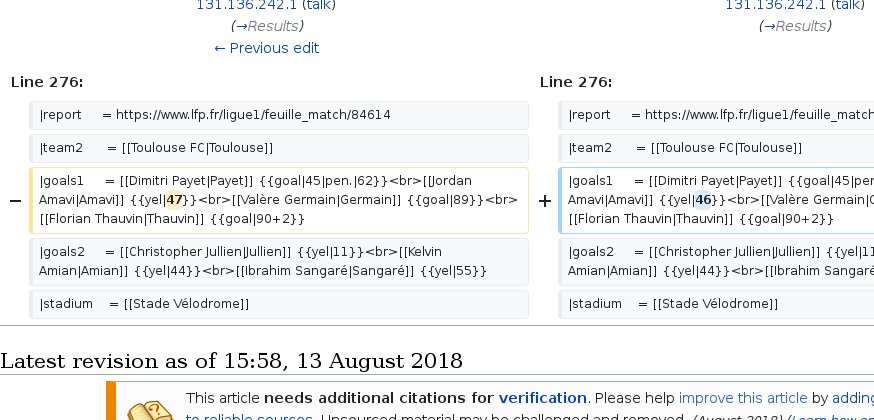 131.136.242.1 (talk)
(→Results)
← Previous edit
131.136.242.1 (talk)
(→Results)
Line 276:
|report = https://www.lfp.fr/ligue1/feuille_match/84614
|team2 = [[Toulouse FC|Toulouse]]
− |goals1 = [[Dimitri Payet|Payet]] {{goal|45|pen.|62}}<br>[[Jordan
Amavi|Amavi]] {{yel|47}}<br>[[Valère Germain|Germain]] {{goal|89}}<br>
[[Florian Thauvin|Thauvin]] {{goal|90+2}}
|goals2 = [[Christopher Jullien|Jullien]] {{yel|11}}<br>[[Kelvin
Amian|Amian]] {{yel|44}}<br>[[Ibrahim Sangaré|Sangaré]] {{yel|55}}
|stadium = [[Stade Vélodrome]]
Line 276:
|report = https://www.lfp.fr/ligue1/feuille_match
|team2 = [[Toulouse FC|Toulouse]]
+ |goals1 = [[Dimitri Payet|Payet]] {{goal|45|pen
Amavi|Amavi]] {{yel|46}}<br>[[Valère Germain|G
[[Florian Thauvin|Thauvin]] {{goal|90+2}}
|goals2 = [[Christopher Jullien|Jullien]] {{yel|11
Amian|Amian]] {{yel|44}}<br>[[Ibrahim Sangaré
|stadium = [[Stade Vélodrome]]
Latest revision as of 15:58, 13 August 2018
This article needs additional citations for verification. Please help improve this article by adding
to reliable sources. Unsourced material may be challenged and removed. (August 2018) (Learn how